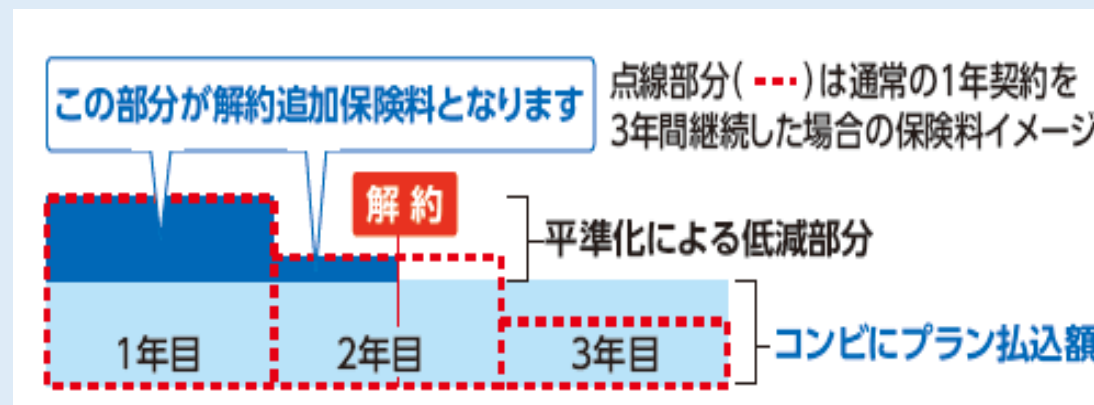 この部分が解約追加保険料となります
点線部分(---)は通常の1年契約を
3年間継続した場合の保険料イメージ
解約
平準化による低減部分
1年目
2年目
3年目
コンビにプラン払込額